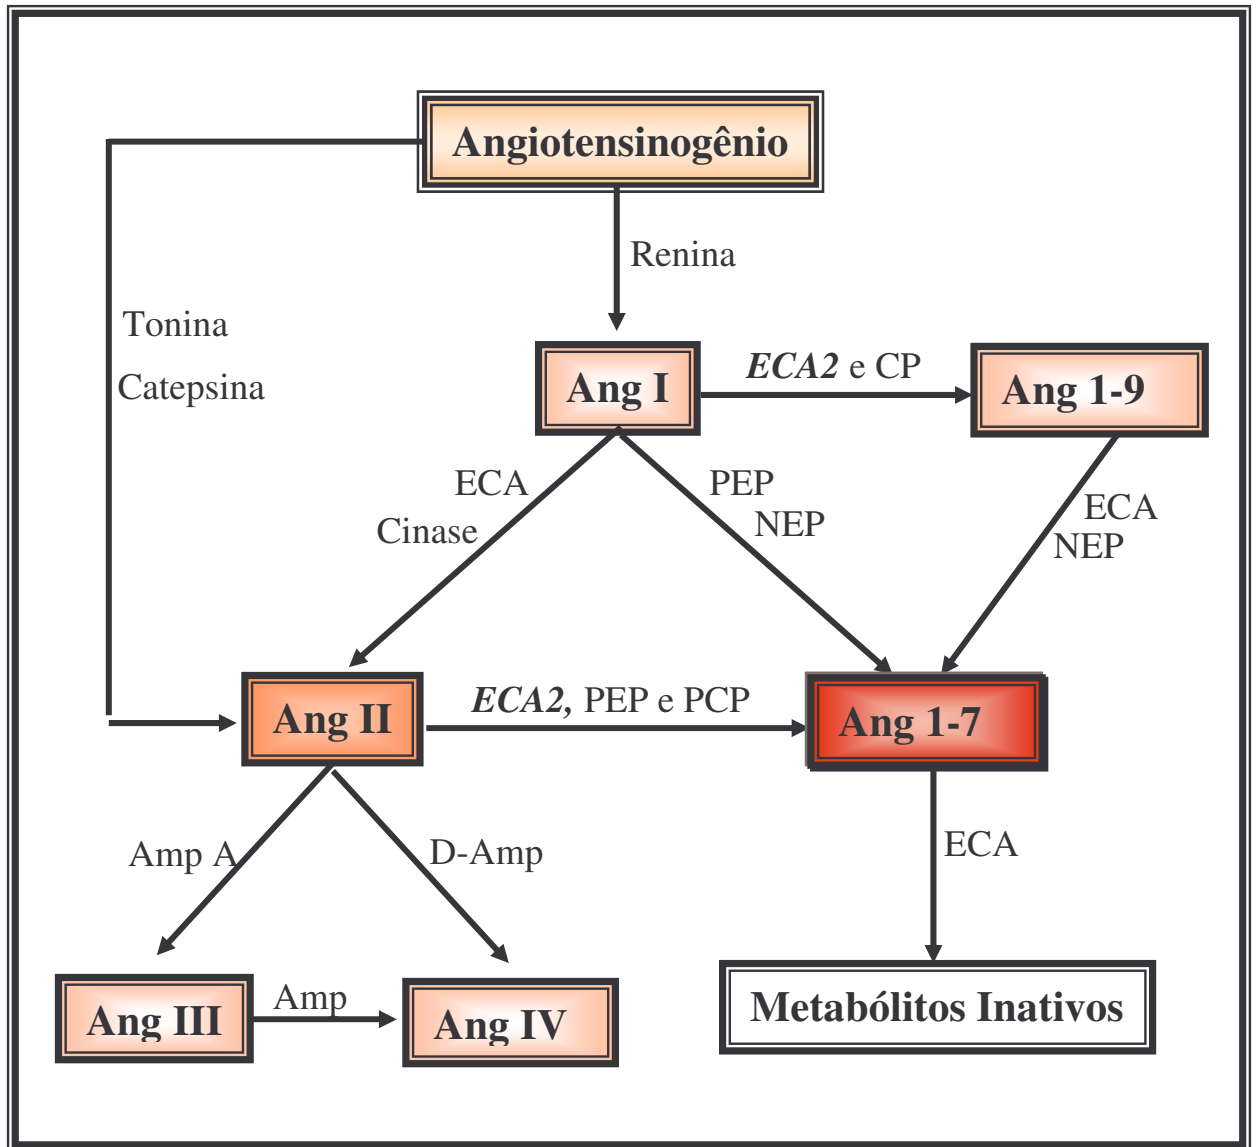 Angiotensinogênio
Renina
Tonina
Catepsina
Ang I
ECA2 e CP
Ang 1-9
ECA
Cinase
PEP
NEP
ECA
NEP
Ang II
ECA2, PEP e PCP
Ang 1-7
Amp A
D-Amp
ECA
Ang III
Amp
Ang IV
Metabólitos Inativos